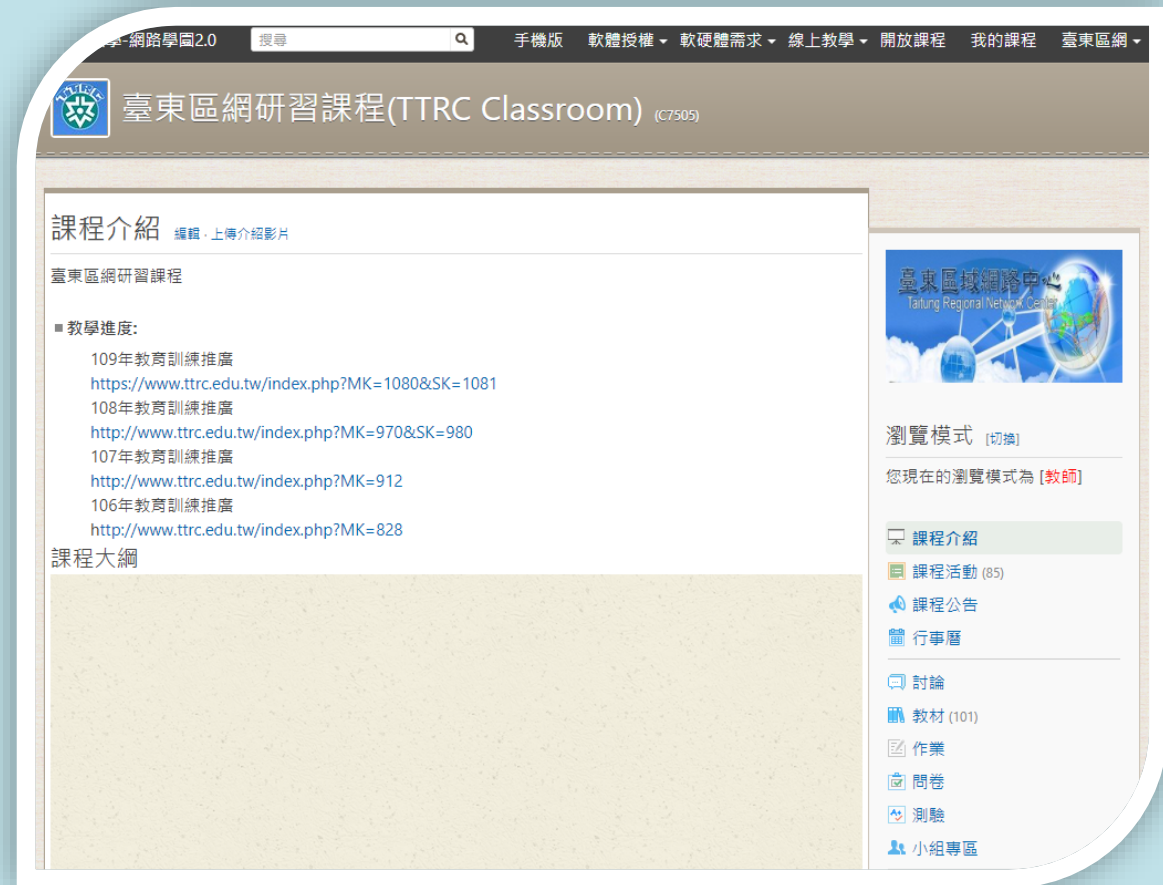 學-網路學園2.0 搜尋 手機版 軟體授權 軟硬體需求 線上教學 開放課程 我的課程 臺東區網
TTRC
臺東區網研習課程(TTRC Classroom) (C7505)
課程介紹 編輯 · 上傳介紹影片
臺東區網研習課程
教學進度:
109年教育訓練推廣
https://www.ttrc.edu.tw/index.php?MK=1080&SK=1081
108年教育訓練推廣
http://www.ttrc.edu.tw/index.php?MK=970&SK=980
107年教育訓練推廣
http://www.ttrc.edu.tw/index.php?MK=912
106年教育訓練推廣
http://www.ttrc.edu.tw/index.php?MK=828
課程大綱
臺東區域網路中心
Taitung Regional Network Center
瀏覽模式 [切換]
您現在的瀏覽模式為 [教師]
課程介紹
課程活動 (85)
課程公告
行事曆
討論
教材 (101)
作業
問卷
測驗
小組專區